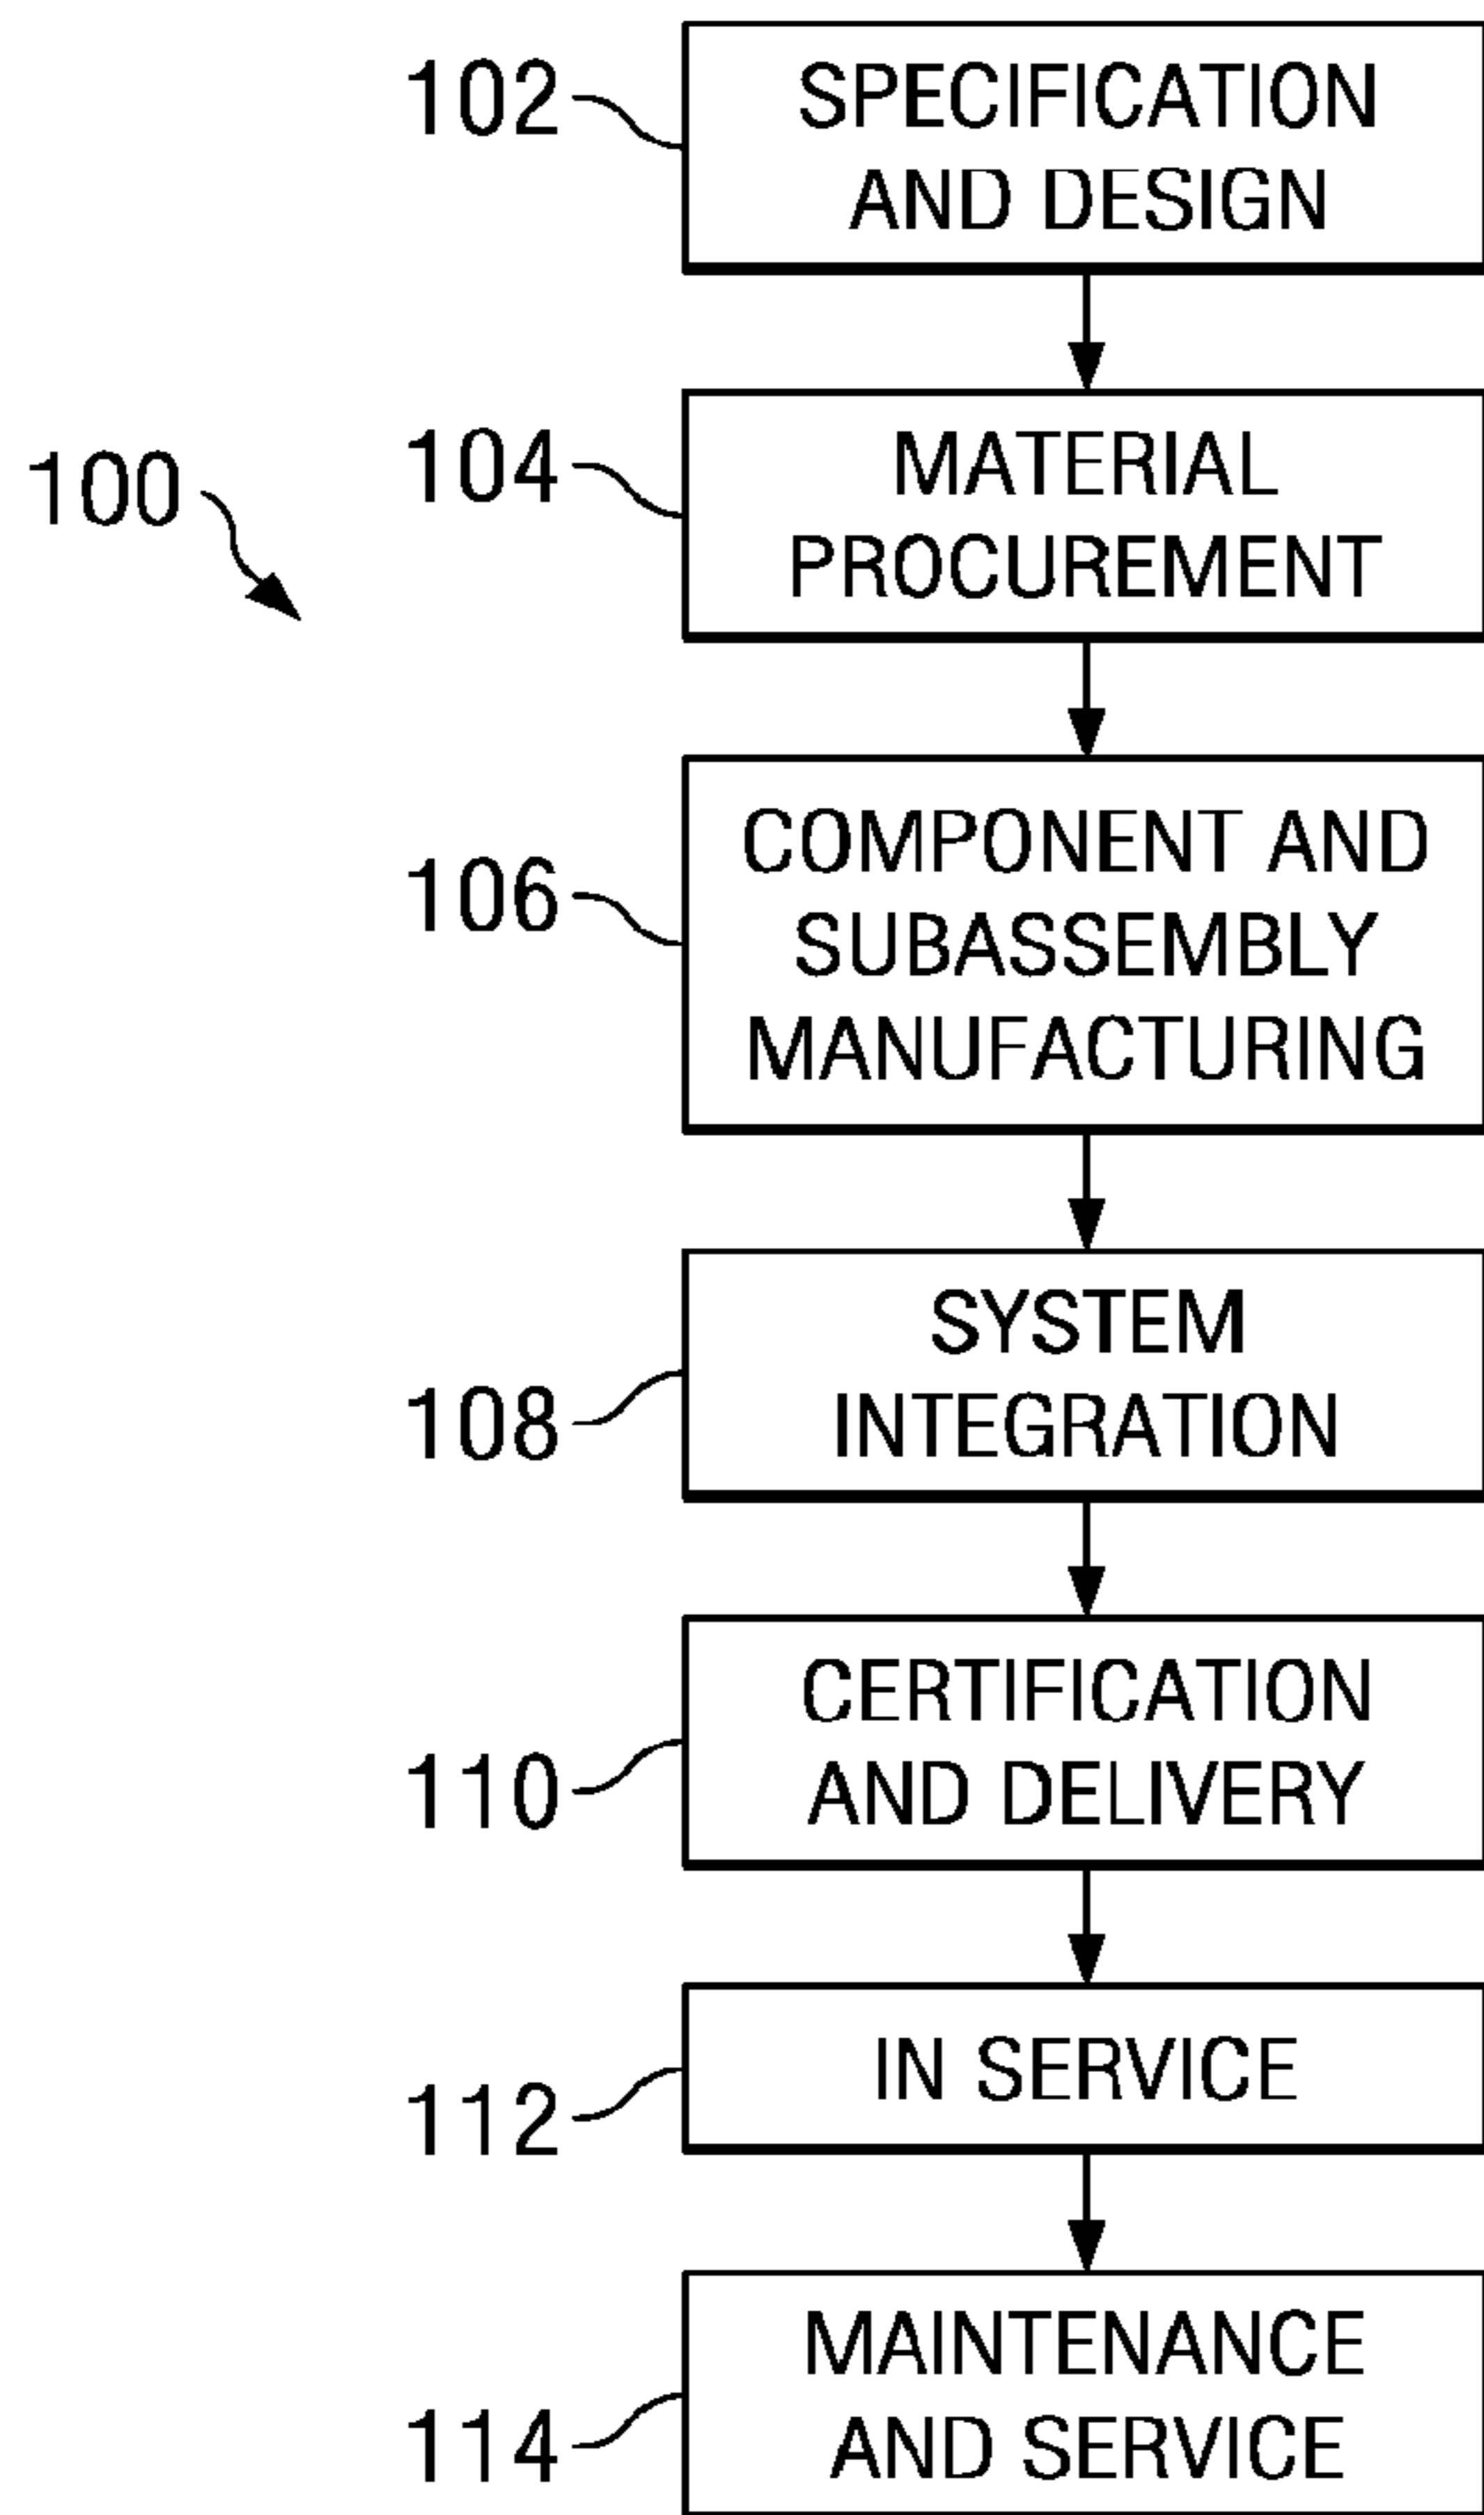 102
SPECIFICATION
AND DESIGN
100
104
MATERIAL
PROCUREMENT
106
COMPONENT AND
SUBASSEMBLY
MANUFACTURING
108
SYSTEM
INTEGRATION
110
CERTIFICATION
AND DELIVERY
112
IN SERVICE
114
MAINTENANCE
AND SERVICE